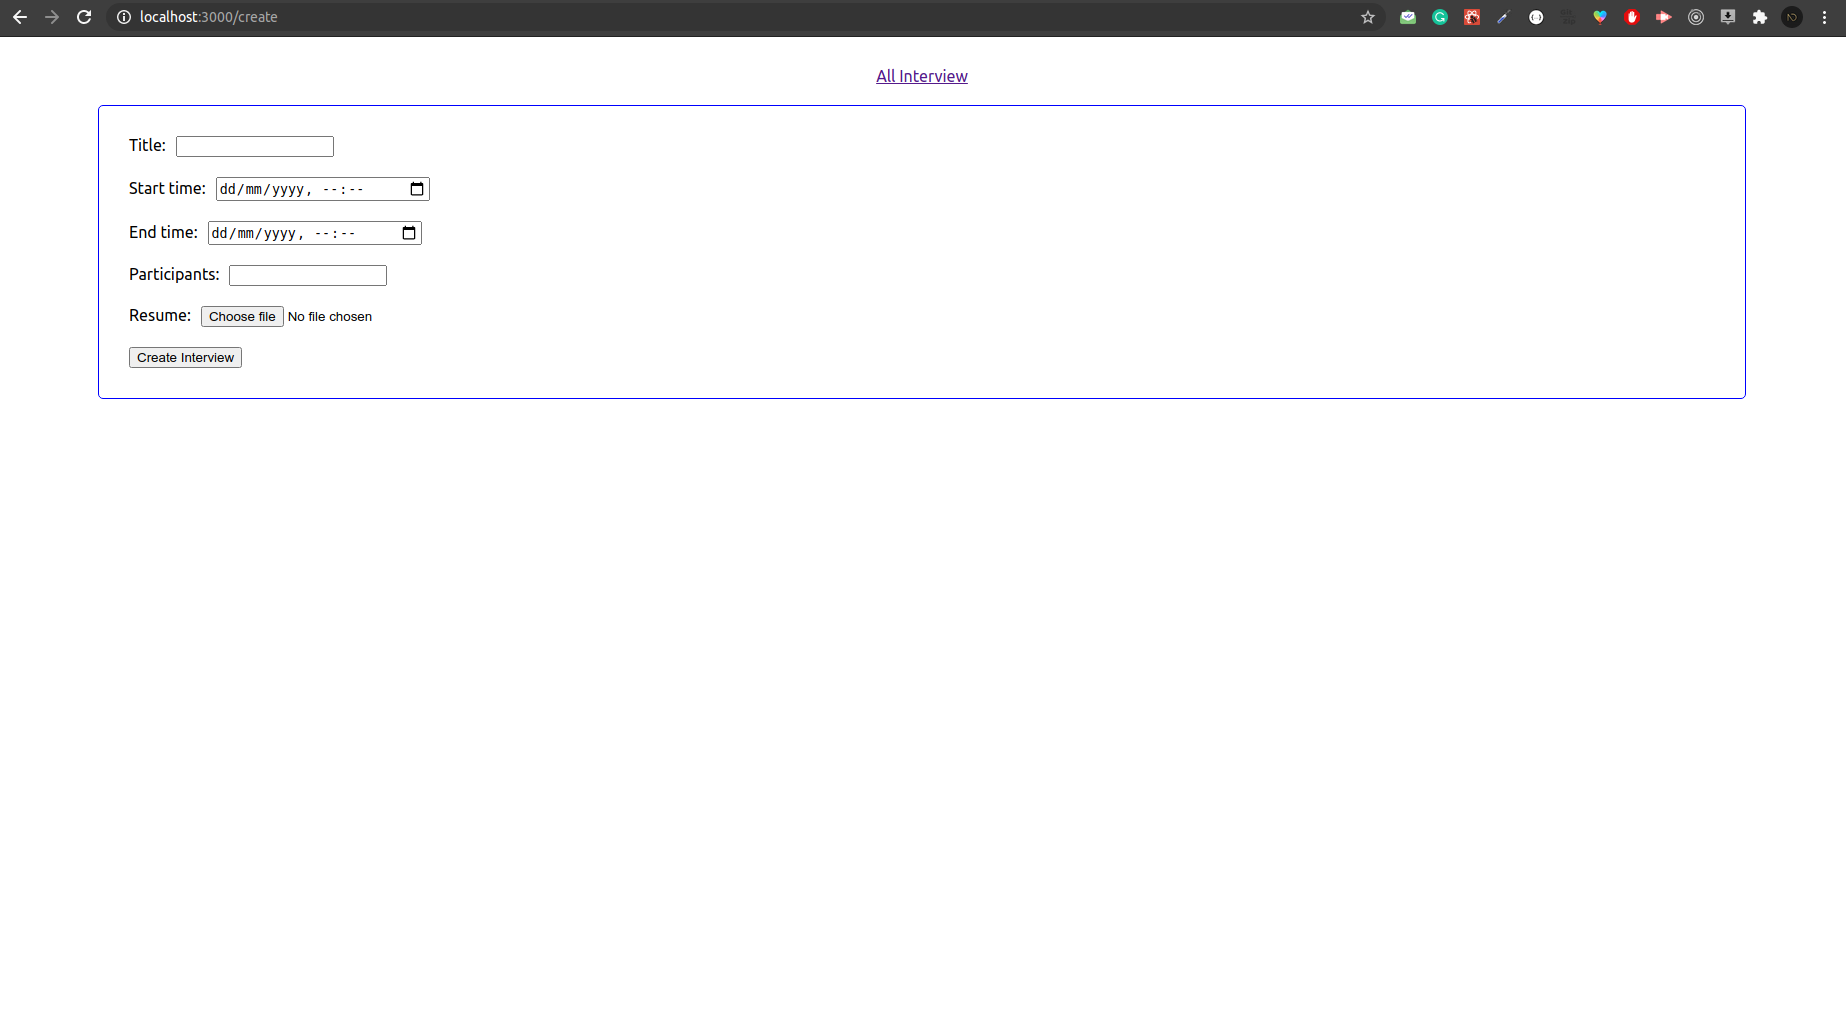 localhost:3000/create
All Interview
Title:
Start time: dd/mm/yyyy, --:--
End time: dd/mm/yyyy, --:--
Participants:
Resume: Choose file No file chosen
Create Interview